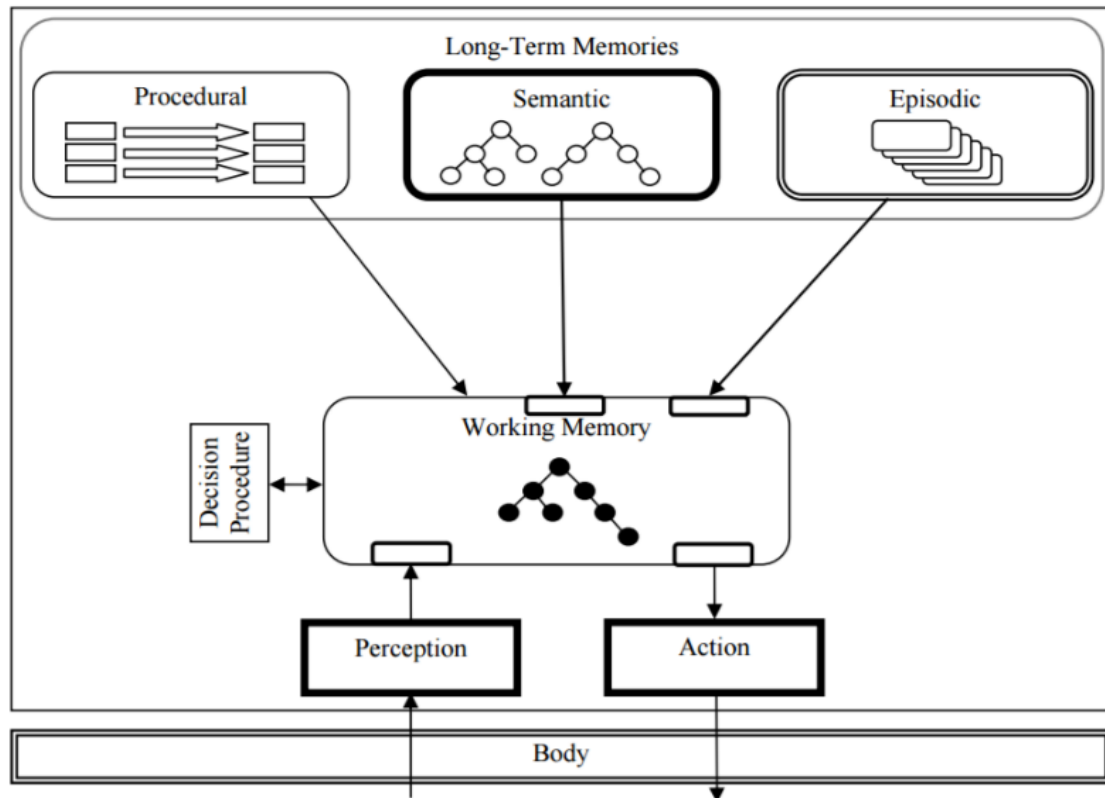 Long-Term Memories
Procedural
Semantic
Episodic
Working Memory
Decision
Procedure
Perception
Action
Body